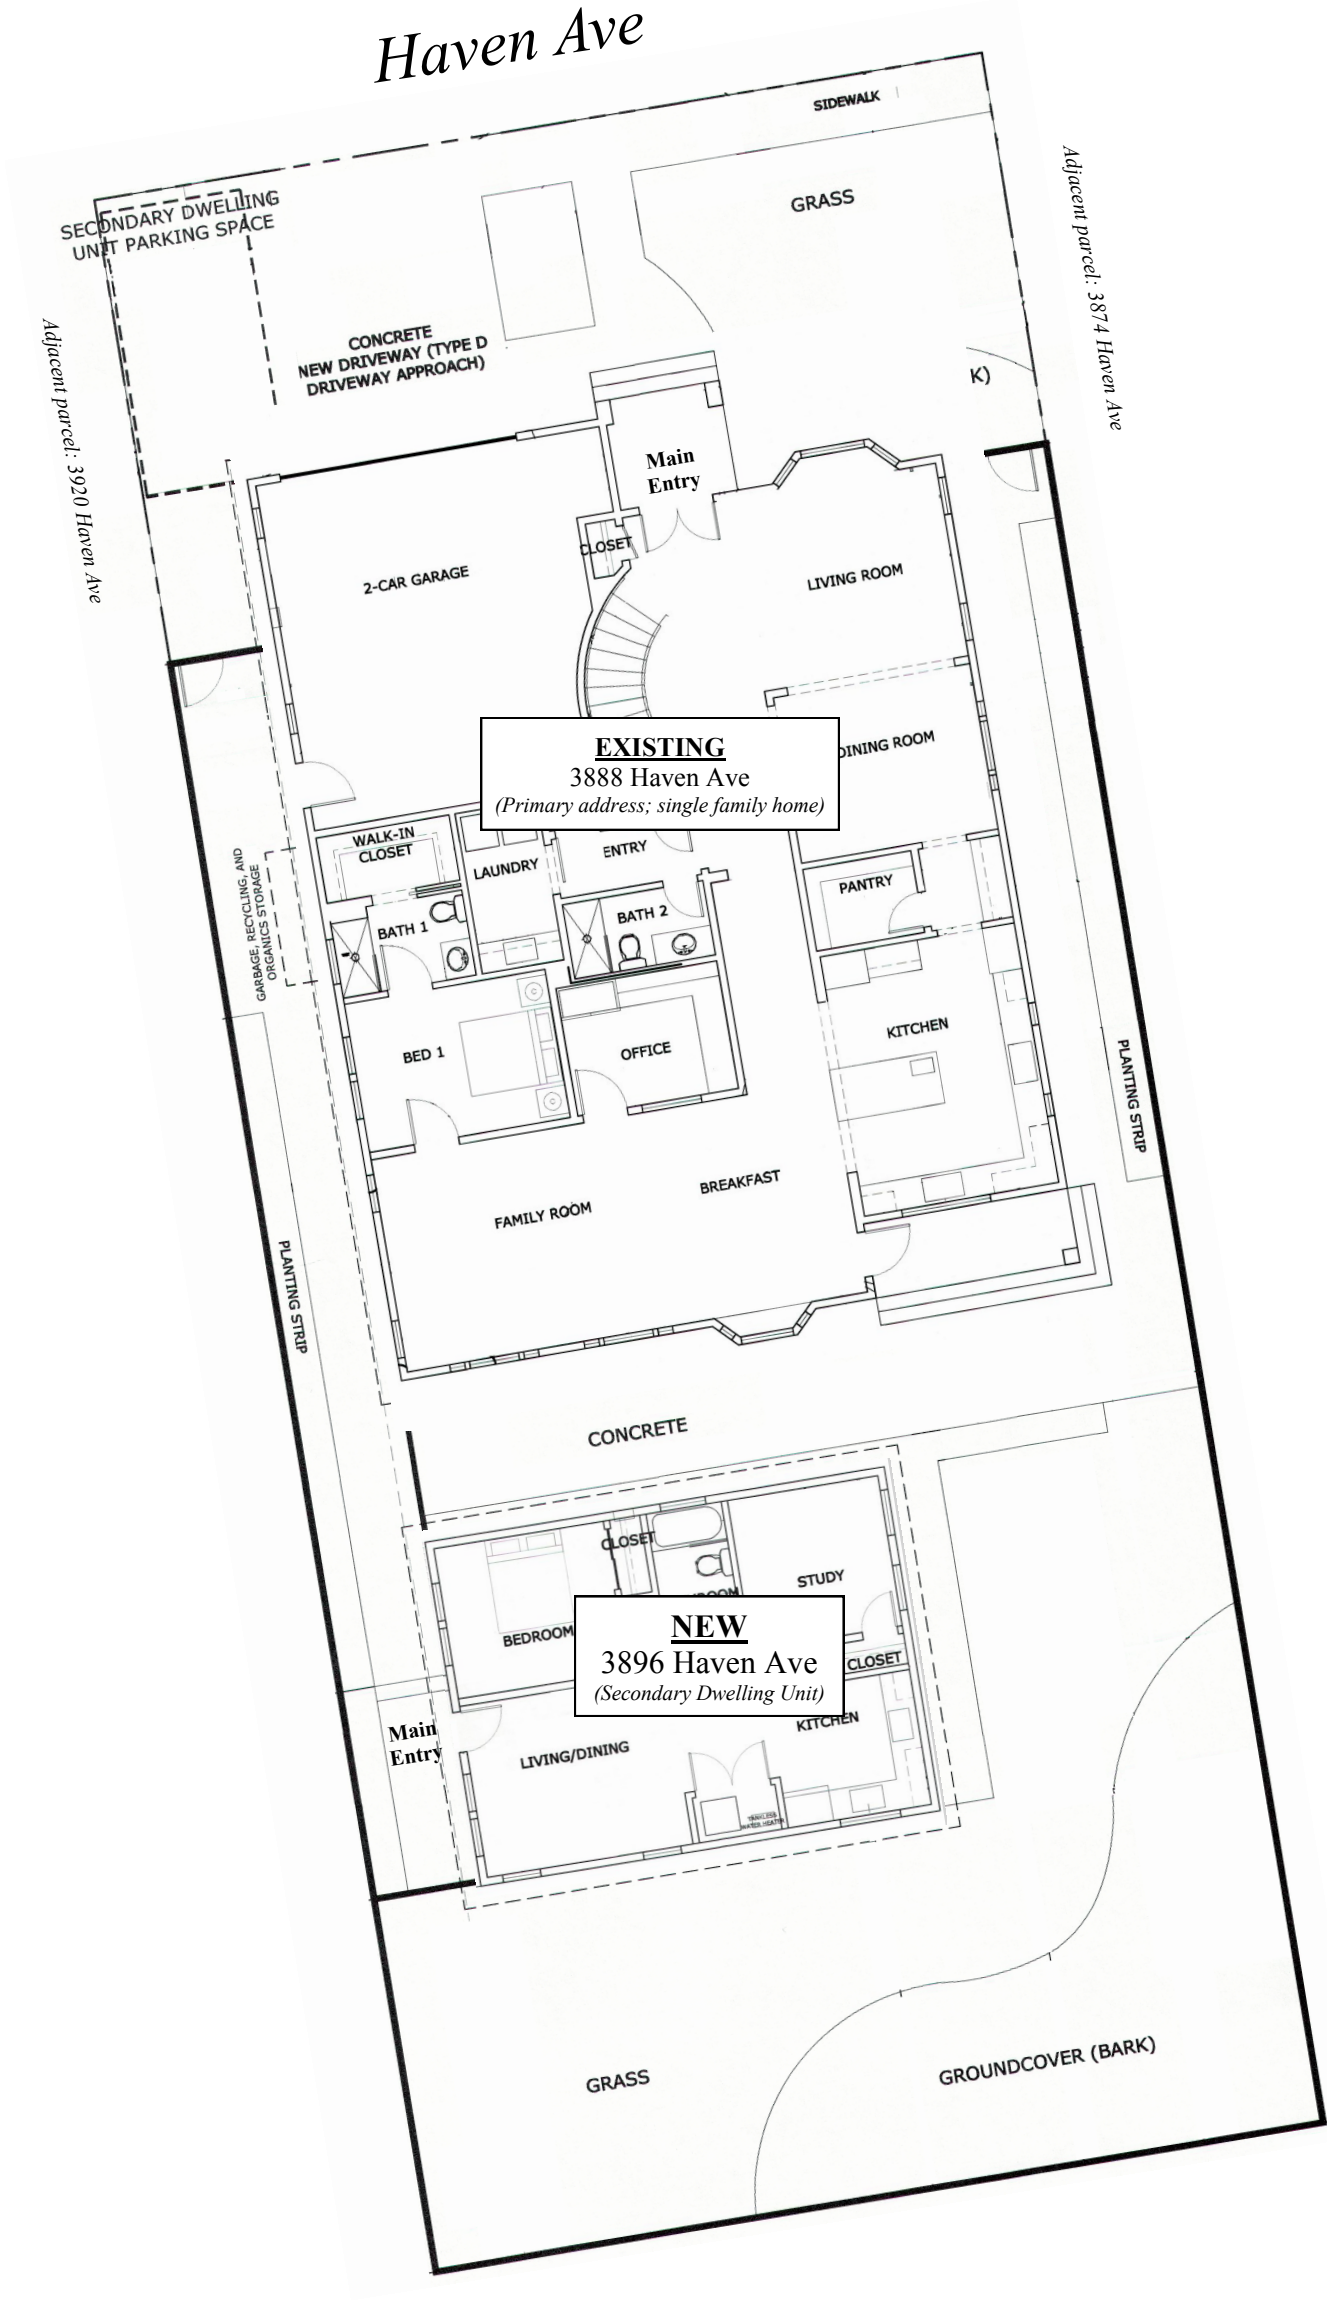 Haven Ave
SIDEWALK
GRASS
SECONDARY DWELLING
UNIT PARKING SPACE
Adjacent parcel: 3874 Haven Ave
Adjacent parcel: 3920 Haven Ave
CONCRETE
NEW DRIVEWAY (TYPE D
DRIVEWAY APPROACH)
K)
Main
Entry
CLOSET
2-CAR GARAGE
LIVING ROOM
DINING ROOM
EXISTING
3888 Haven Ave
(Primary address; single family home)
WALK-IN
CLOSET
LAUNDRY
ENTRY
PANTRY
GARBAGE, RECYCLING, AND
ORGANICS STORAGE
BATH 1
BATH 2
KITCHEN
BED 1
OFFICE
PLANTING STRIP
BREAKFAST
FAMILY ROOM
PLANTING STRIP
CONCRETE
CLOSET
STUDY
BEDROOM
NEW
3896 Haven Ave
(Secondary Dwelling Unit)
CLOSET
Main
Entry
KITCHEN
LIVING/DINING
TANKLESS
WATER HEATER
GRASS
GROUNDCOVER (BARK)